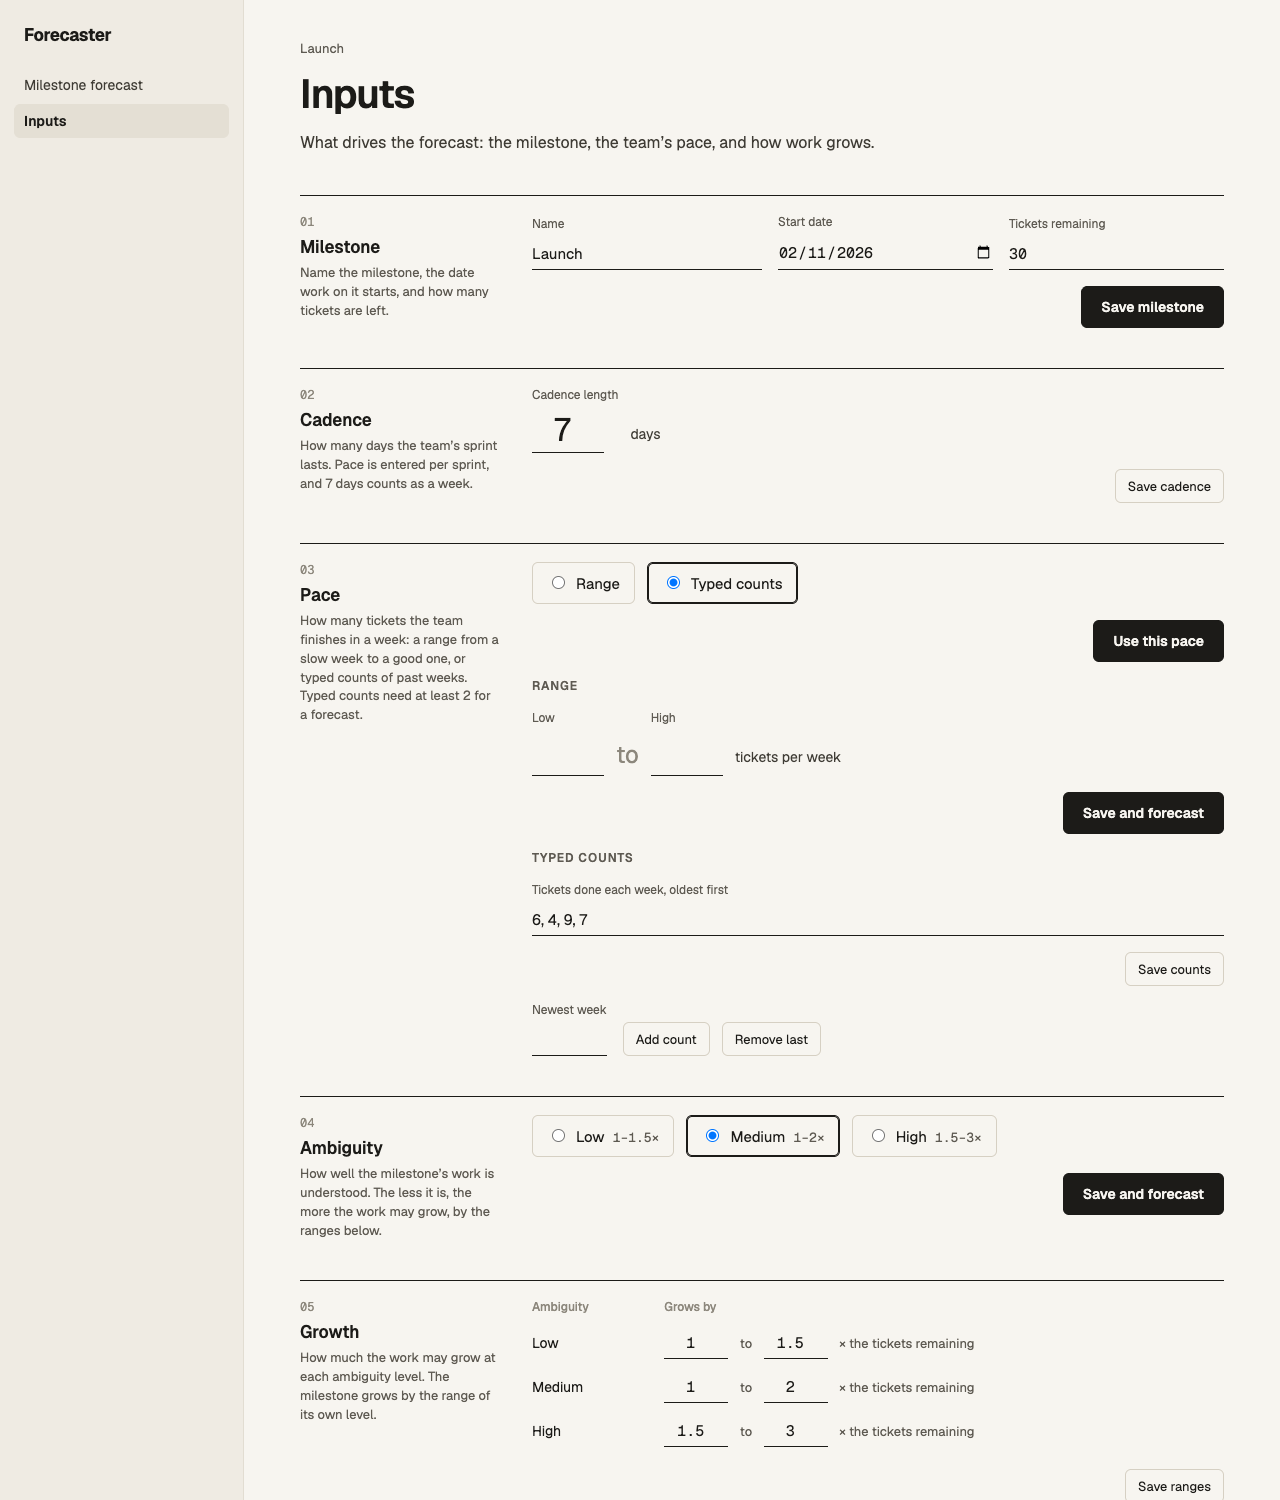 Forecaster
Milestone forecast
Inputs
Launch
Inputs
What drives the forecast: the milestone, the team’s pace, and how work grows.
01
Milestone
Name the milestone, the date
work on it starts, and how many
tickets are left.
Name
Launch
Start date
02/11/2026
Tickets remaining
30
Save milestone
02
Cadence
How many days the team’s sprint
lasts. Pace is entered per sprint,
and 7 days counts as a week.
Cadence length
7 days
Save cadence
03
Pace
How many tickets the team
finishes in a week: a range from a
slow week to a good one, or
typed counts of past weeks.
Typed counts need at least 2 for
a forecast.
Range
Typed counts
Use this pace
RANGE
Low
High
to
tickets per week
Save and forecast
TYPED COUNTS
Tickets done each week, oldest first
6, 4, 9, 7
Save counts
Newest week
Add count
Remove last
04
Ambiguity
How well the milestone’s work is
understood. The less it is, the
more the work may grow, by the
ranges below.
Low 1–1.5×
Medium 1–2×
High 1.5–3×
Save and forecast
05
Growth
How much the work may grow at
each ambiguity level. The
milestone grows by the range of
its own level.
Ambiguity
Grows by
Low 1 to 1.5 × the tickets remaining
Medium 1 to 2 × the tickets remaining
High 1.5 to 3 × the tickets remaining
Save ranges